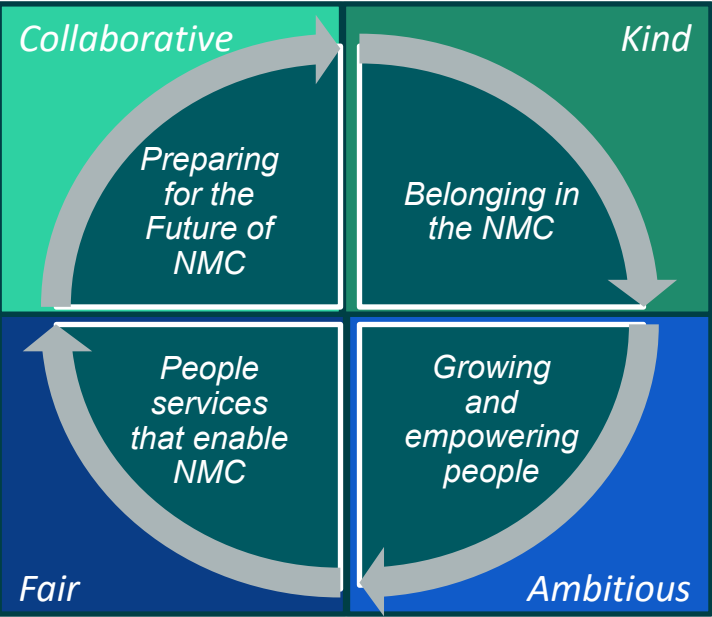 Collaborative
Kind
Preparing
for the
Future of
NMC
Belonging in
the NMC
People
services
that enable
NMC
Growing
and
empowering
people
Fair
Ambitious